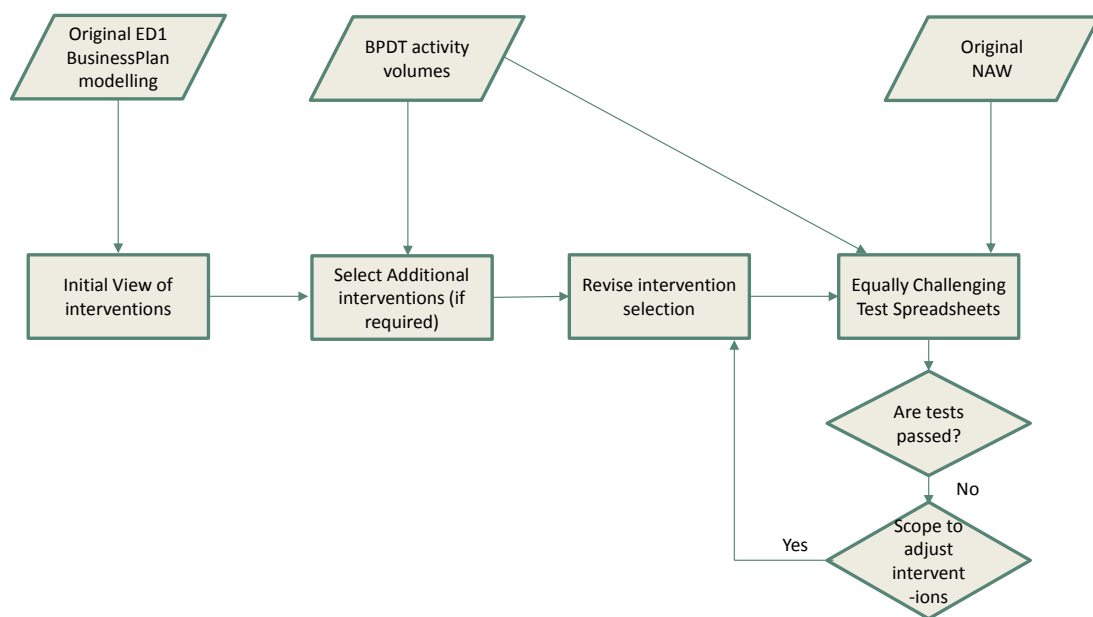 Original ED1
BusinessPlan
modelling
BPDT activity
volumes
Original
NAW
Initial View of
interventions
Select Additional
interventions (if
required)
Revise intervention
selection
Equally Challenging
Test Spreadsheets
Are tests
passed?
No
Yes
Scope to
adjust
intervent
-ions